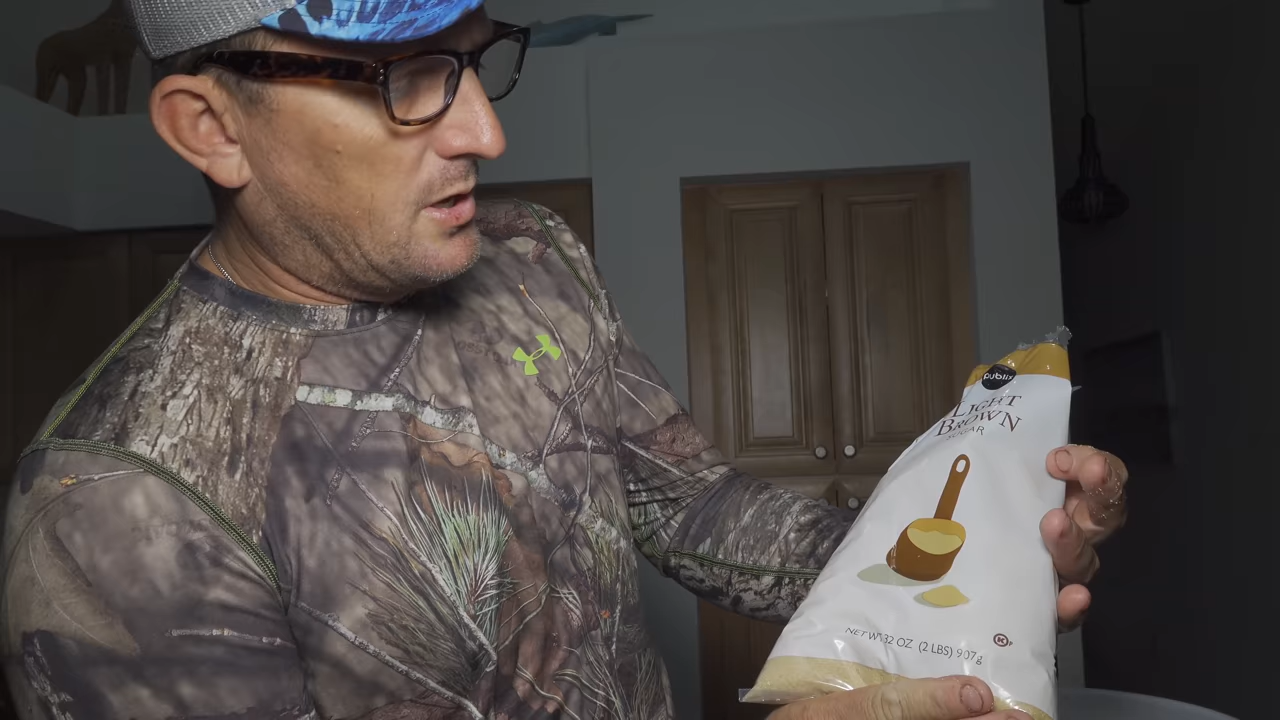 publix
LIGHT
BROWN
SUGAR
NET WT 32 OZ (2 LBS) 907g
K P